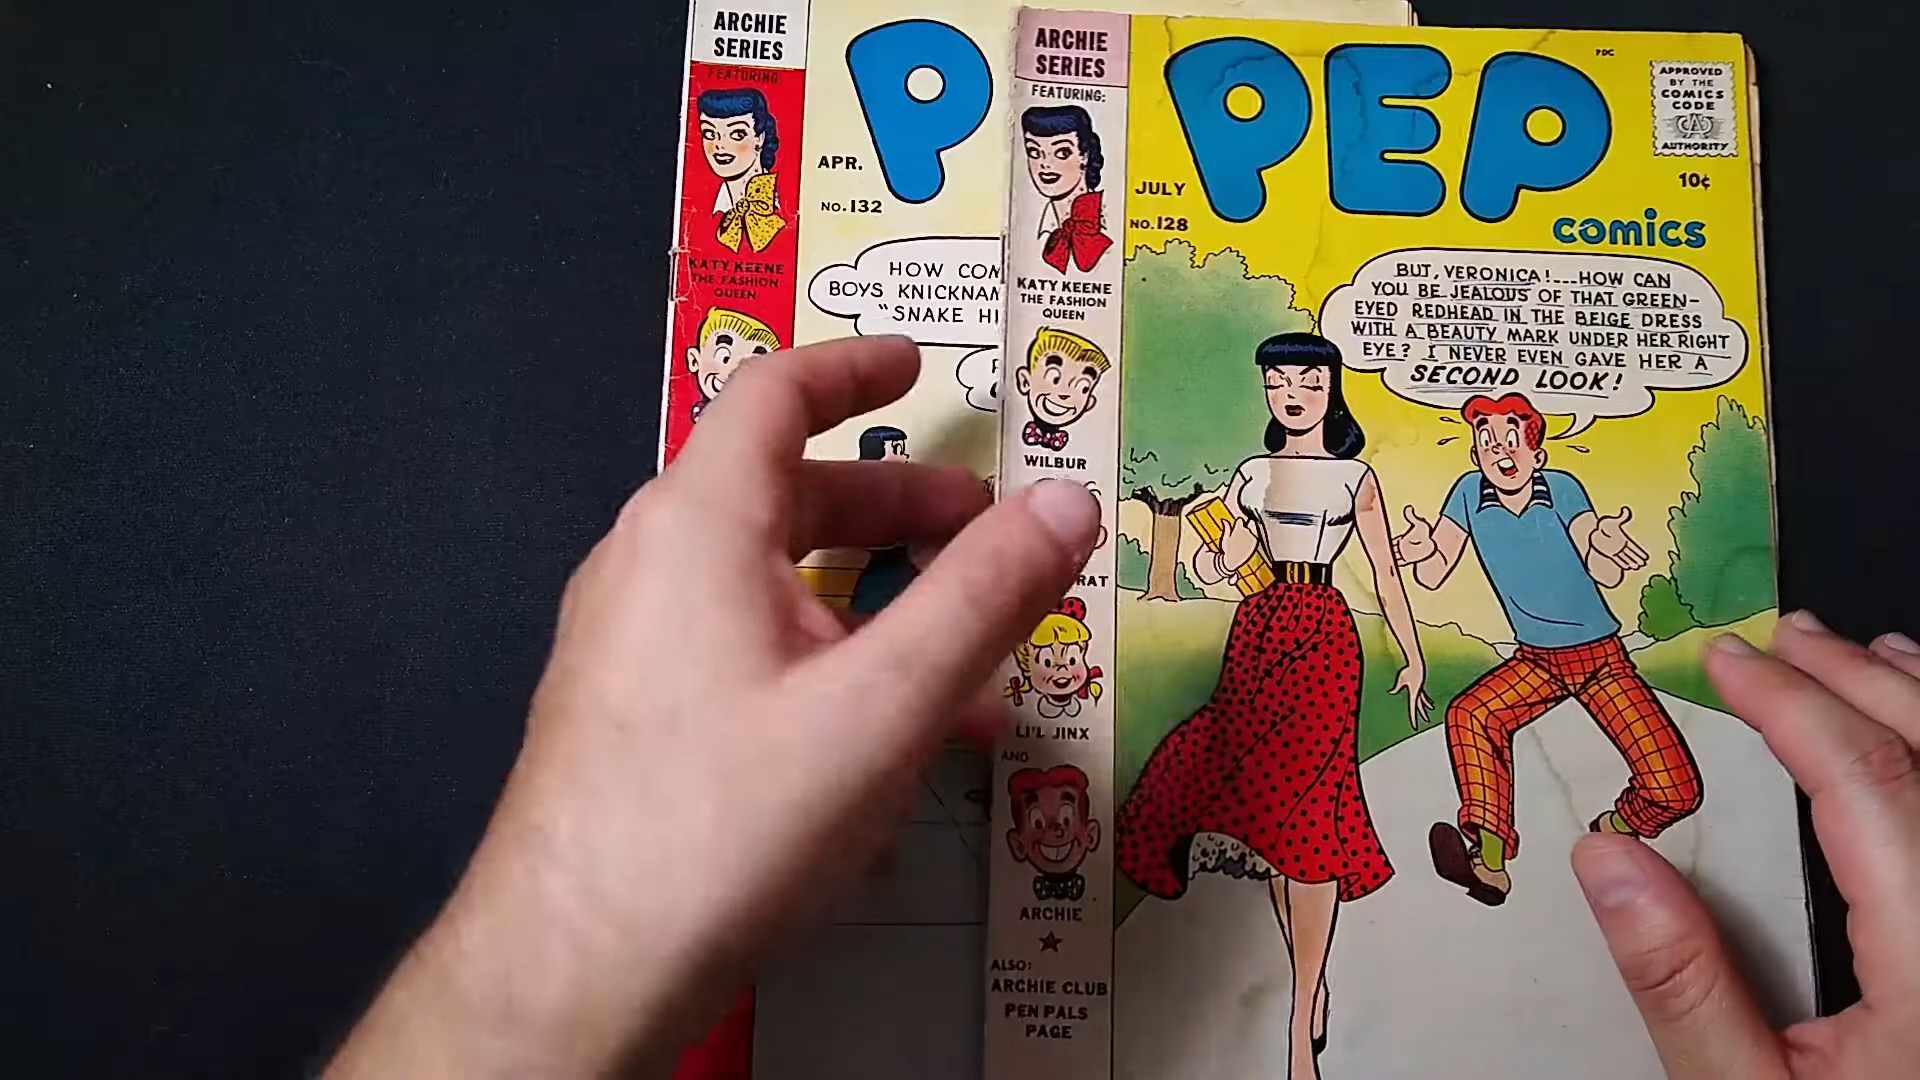 ARCHIE
SERIES
FEATURING
APR.
NO.132
KATY KEENE
THE FASHION
QUEEN
P
HOW
BOYS
"SNAKE
ARCHIE
SERIES
FEATURING:
KATY KEENE
THE FASHION
QUEEN
WILBUR
LI'L JINX
AND
ARCHIE
ALSO:
ARCHIE CLUB
PEN PALS
PAGE
JULY
NO.128
PEP
comics
PDC
APPROVED
BY THE
COMICS
CODE
CA
AUTHORITY
10¢
BUT, VERONICA!...HOW CAN
YOU BE JEALOUS OF THAT GREEN-
EYED REDHEAD IN THE BEIGE DRESS
WITH A BEAUTY MARK UNDER HER RIGHT
EYE? I NEVER EVEN GAVE HER A
SECOND LOOK!